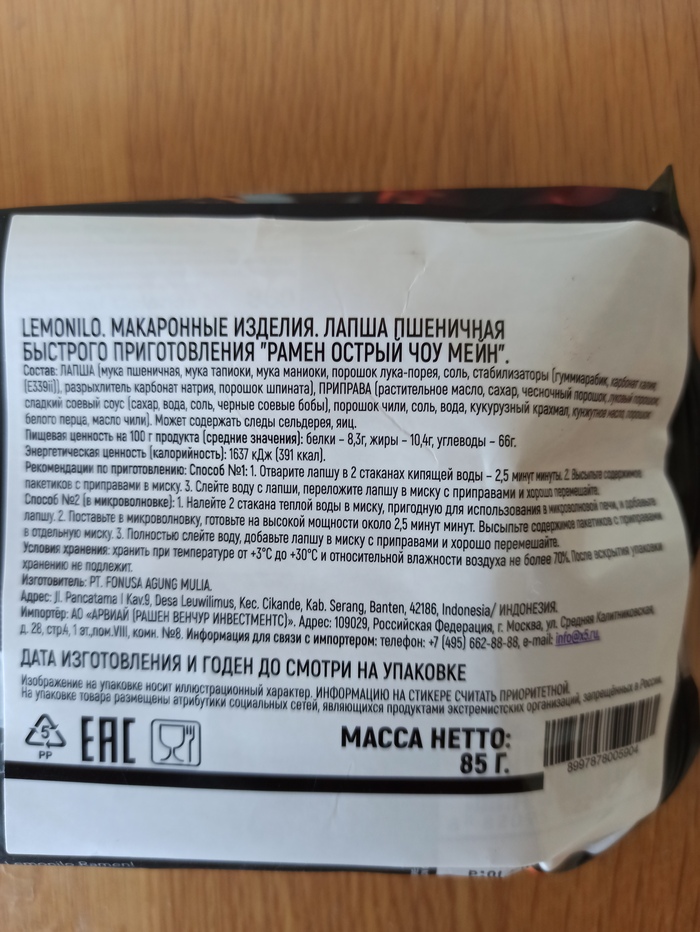 LEMONILO. МАКАРОННЫЕ ИЗДЕЛИЯ. ЛАПША ПШЕНИЧНАЯ
БЫСТРОГО ПРИГОТОВЛЕНИЯ "РАМЕН ОСТРЫЙ ЧОУ МЕЙН".
Состав: ЛАПША (мука пшеничная, мука тапиоки, мука маниоки, порошок лука-порея, соль, стабилизаторы (гуммиарабик, карбонат калия
(E339ii)), разрыхлитель карбонат натрия, порошок шпината), ПРИПРАВА (растительное масло, сахар, чесночный порошок, луковый порошок,
сладкий соевый соус (сахар, вода, соль, черные соевые бобы), порошок чили, соль, вода, кукурузный крахмал, кунжутное масло, порошок
белого перца, масло чили). Может содержать следы сельдерея, яиц.
Пищевая ценность на 100 г продукта (средние значения): белки – 8,3г, жиры – 10,4г, углеводы – 66г.
Энергетическая ценность (калорийность): 1637 кДж (391 ккал).
Рекомендации по приготовлению: Способ №1: 1. Отварите лапшу в 2 стаканах кипящей воды – 2,5 минут минуты. 2. Высыпьте содержимое
пакетиков с приправами в миску. 3. Слейте воду с лапши, переложите лапшу в миску с приправами и хорошо перемешайте.
Способ №2 (в микроволновке): 1. Налейте 2 стакана теплой воды в миску, пригодную для использования в микроволновой печи, и добавьте
лапшу. 2. Поставьте в микроволновку, готовьте на высокой мощности около 2,5 минут минут. Высыпьте содержимое пакетиков с приправами
в отдельную миску. 3. Полностью слейте воду, добавьте лапшу в миску с приправами и хорошо перемешайте.
Условия хранения: хранить при температуре от +3°С до +30°С и относительной влажности воздуха не более 70%. После вскрытия упаковки
хранению не подлежит.
Изготовитель: PT. FONUSA AGUNG MULIA.
Адрес: Jl. Pancatama I Kav.9, Desa Leuwilimus, Kec. Cikande, Kab. Serang, Banten, 42186, Indonesia/ ИНДОНЕЗИЯ.
Импортёр: АО «АРВИАЙ (РАШЕН ВЕНЧУР ИНВЕСТМЕНТС)». Адрес: 109029, Российская Федерация, г. Москва, ул. Средняя Калитниковская,
д. 28, стр.4, 1 эт.,пом.VIII, комн. №8. Информация для связи с импортером: телефон: +7 (495) 662-88-88, e-mail: info@x5.ru.
ДАТА ИЗГОТОВЛЕНИЯ И ГОДЕН ДО СМОТРИ НА УПАКОВКЕ
Изображение на упаковке носит иллюстрационный характер. ИНФОРМАЦИЮ НА СТИКЕРЕ СЧИТАТЬ ПРИОРИТЕТНОЙ.
На упаковке товара размещены атрибутики социальных сетей, являющихся продуктами экстремистских организаций, запрещённых в России.
5
PP
EAC
МАССА НЕТТО:
85 Г.
8997878005904
Lemonilo Ramen!